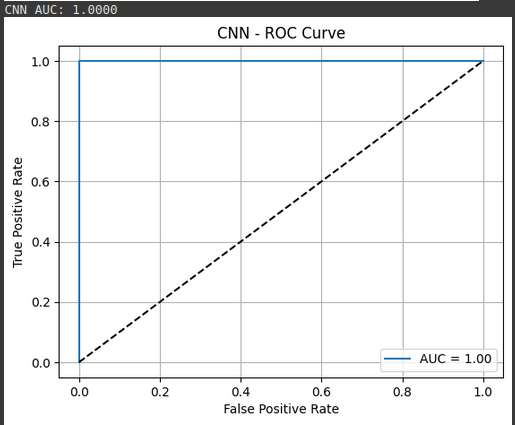 CNN AUC: 1.0000
CNN - ROC Curve
True Positive Rate
1.0
0.8
0.6
0.4
0.2
0.0
AUC = 1.00
0.0 0.2 0.4 0.6 0.8 1.0
False Positive Rate